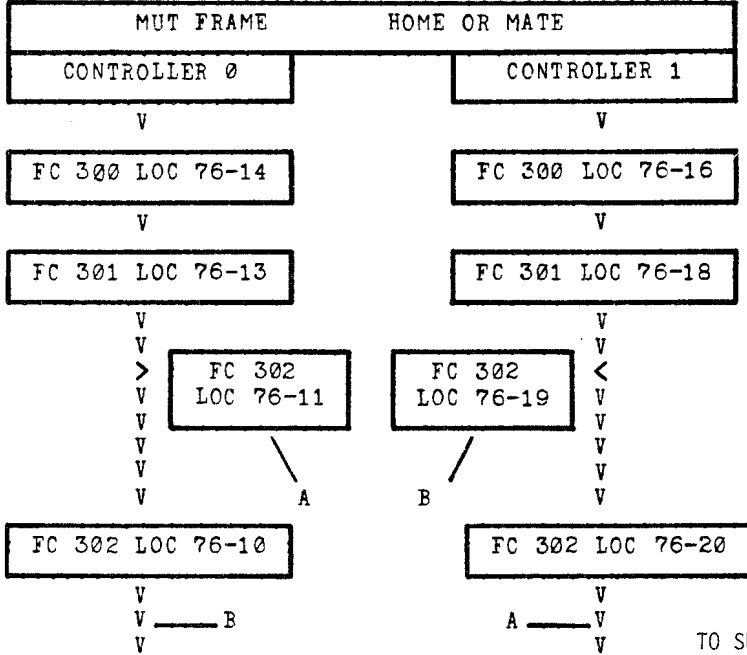 MUT FRAME HOME OR MATE
CONTROLLER 0 CONTROLLER 1
V V
FC 300 LOC 76-14 FC 300 LOC 76-16
V V
FC 301 LOC 76-13 FC 301 LOC 76-18
V V
V V
> FC 302 FC 302 <
V LOC 76-11 LOC 76-19 V
V V
V V
V V
V A B V
FC 302 LOC 76-10 FC 302 LOC 76-20
V V
V B A V
V V TO